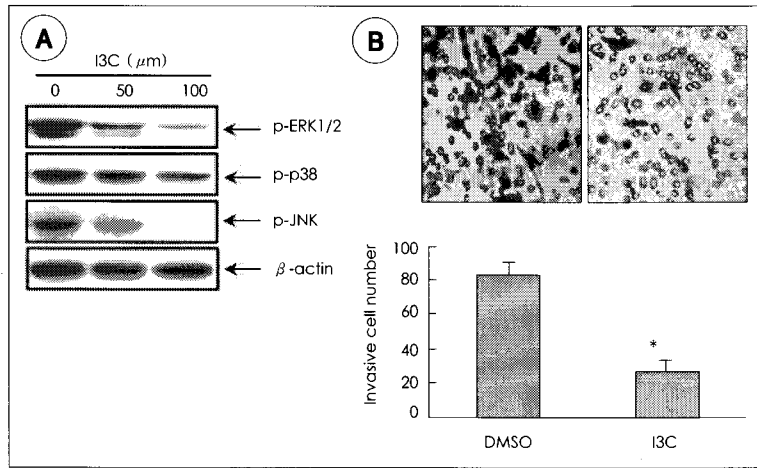 A
I3C (μm)
0 50 100
p-ERK1/2
p-p38
p-JNK
β-actin
B
Invasive cell number
100
80
60
40
20
0
*
DMSO I3C